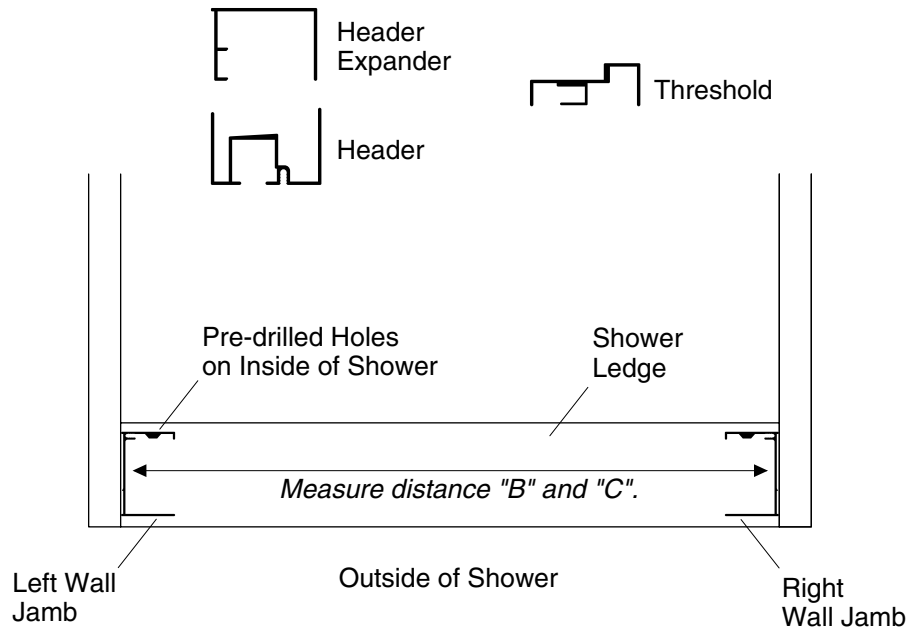 Header
Expander
Threshold
Header
Pre-drilled Holes
on Inside of Shower
Shower
Ledge
Measure distance "B" and "C".
Left Wall
Jamb
Outside of Shower
Right
Wall Jamb